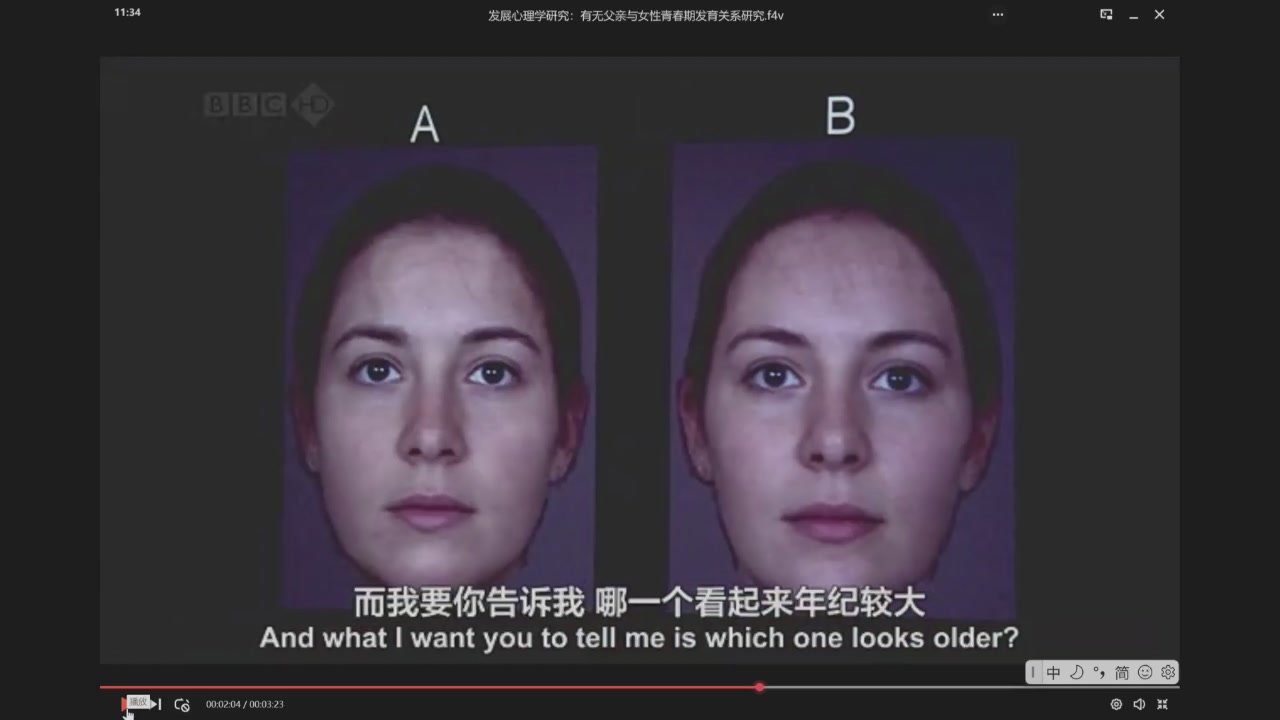 11:34
发展心理学研究：有无父亲与女性青春期发育关系研究.f4v
BBC HD
A
B
而我要你告诉我 哪一个看起来年纪较大
And what I want you to tell me is which one looks older?
中 简
播放
00:02:04 / 00:03:23